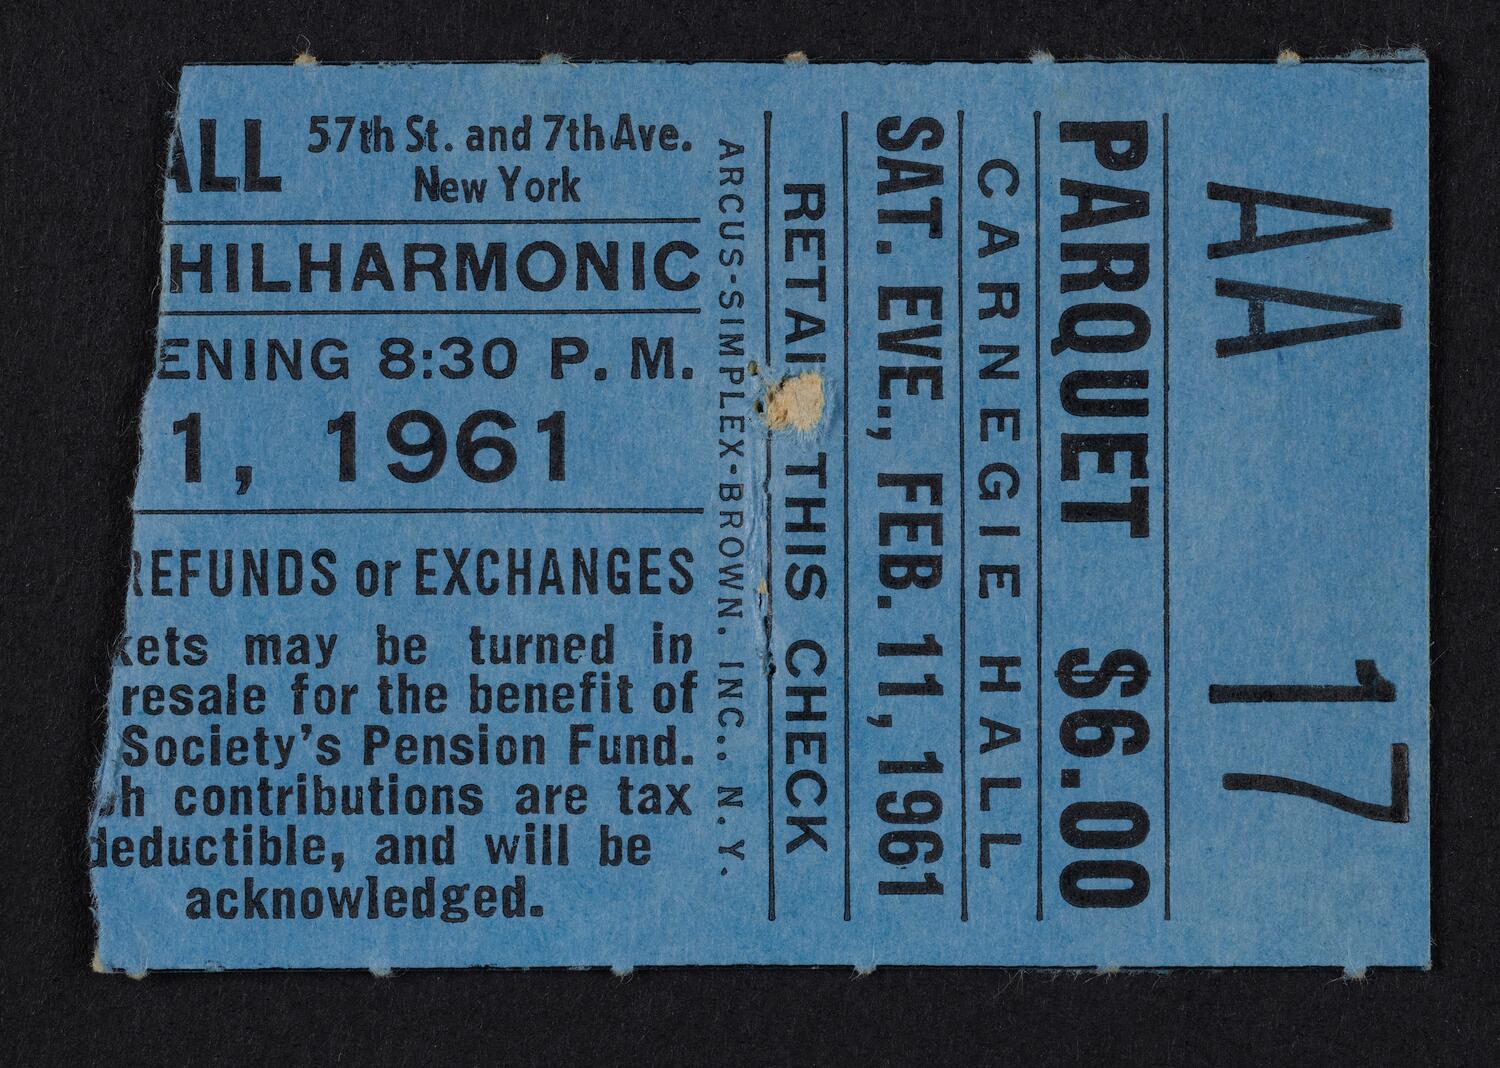 ALL 57th St. and 7th Ave.
New York
HILHARMONIC
ENING 8:30 P. M.
1, 1961
REFUNDS or EXCHANGES
kets may be turned in
resale for the benefit of
Society's Pension Fund.
h contributions are tax
deductible, and will be
acknowledged.
ARCUS-SIMPLEX-BROWN. INC.. N. Y.
RETAI THIS CHECK
SAT. EVE., FEB. 11, 1961
CARNEGIE HALL
PARQUET $6.00
AA 17